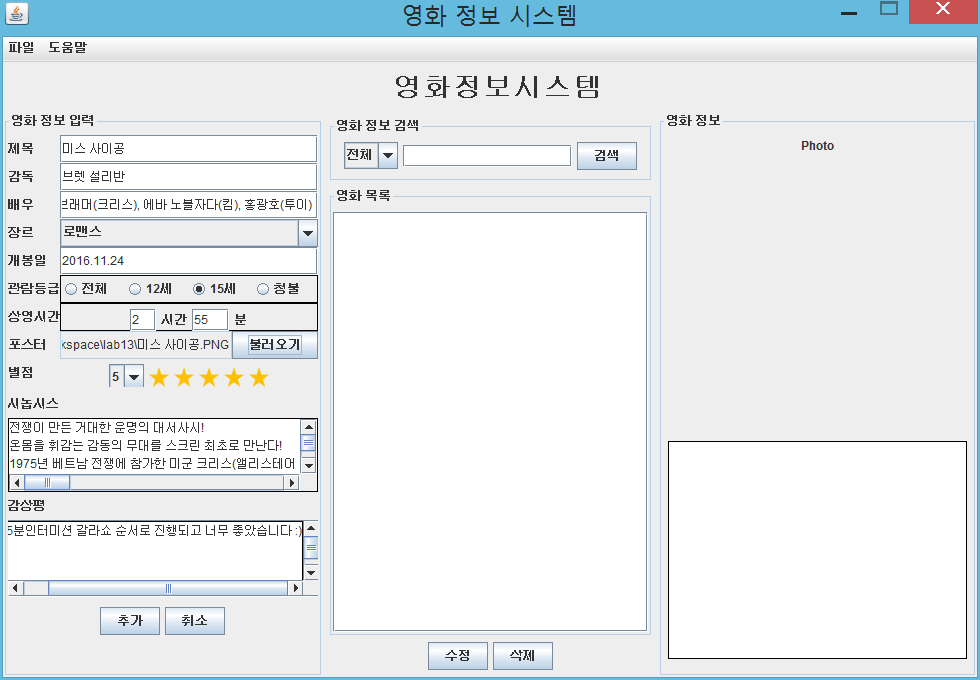 영화 정보 시스템
파일 도움말
영화정보시스템
영화 정보 입력
제목 미스 사이공
감독 브렛 설리반
배우 브래머(크리스), 에바 노블자다(킴), 홍광호(투이)
장르 로맨스
개봉일 2016.11.24
관람등급 전체 12세 15세 청불
상영시간 2 시간 55 분
포스터 kspace\lab13\미스 사이공.PNG 불러오기
별점 5
시놉시스
전쟁이 만든 거대한 운명의 대서사시!
온몸을 휘감는 감동의 무대를 스크린 최초로 만난다!
1975년 베트남 전쟁에 참가한 미군 크리스(앨리스테어
감상평
5분인터미션 갈라쇼 순서로 진행되고 너무 좋았습니다 :)
추가 취소
영화 정보 검색
전체 검색
영화 목록
수정 삭제
영화 정보
Photo